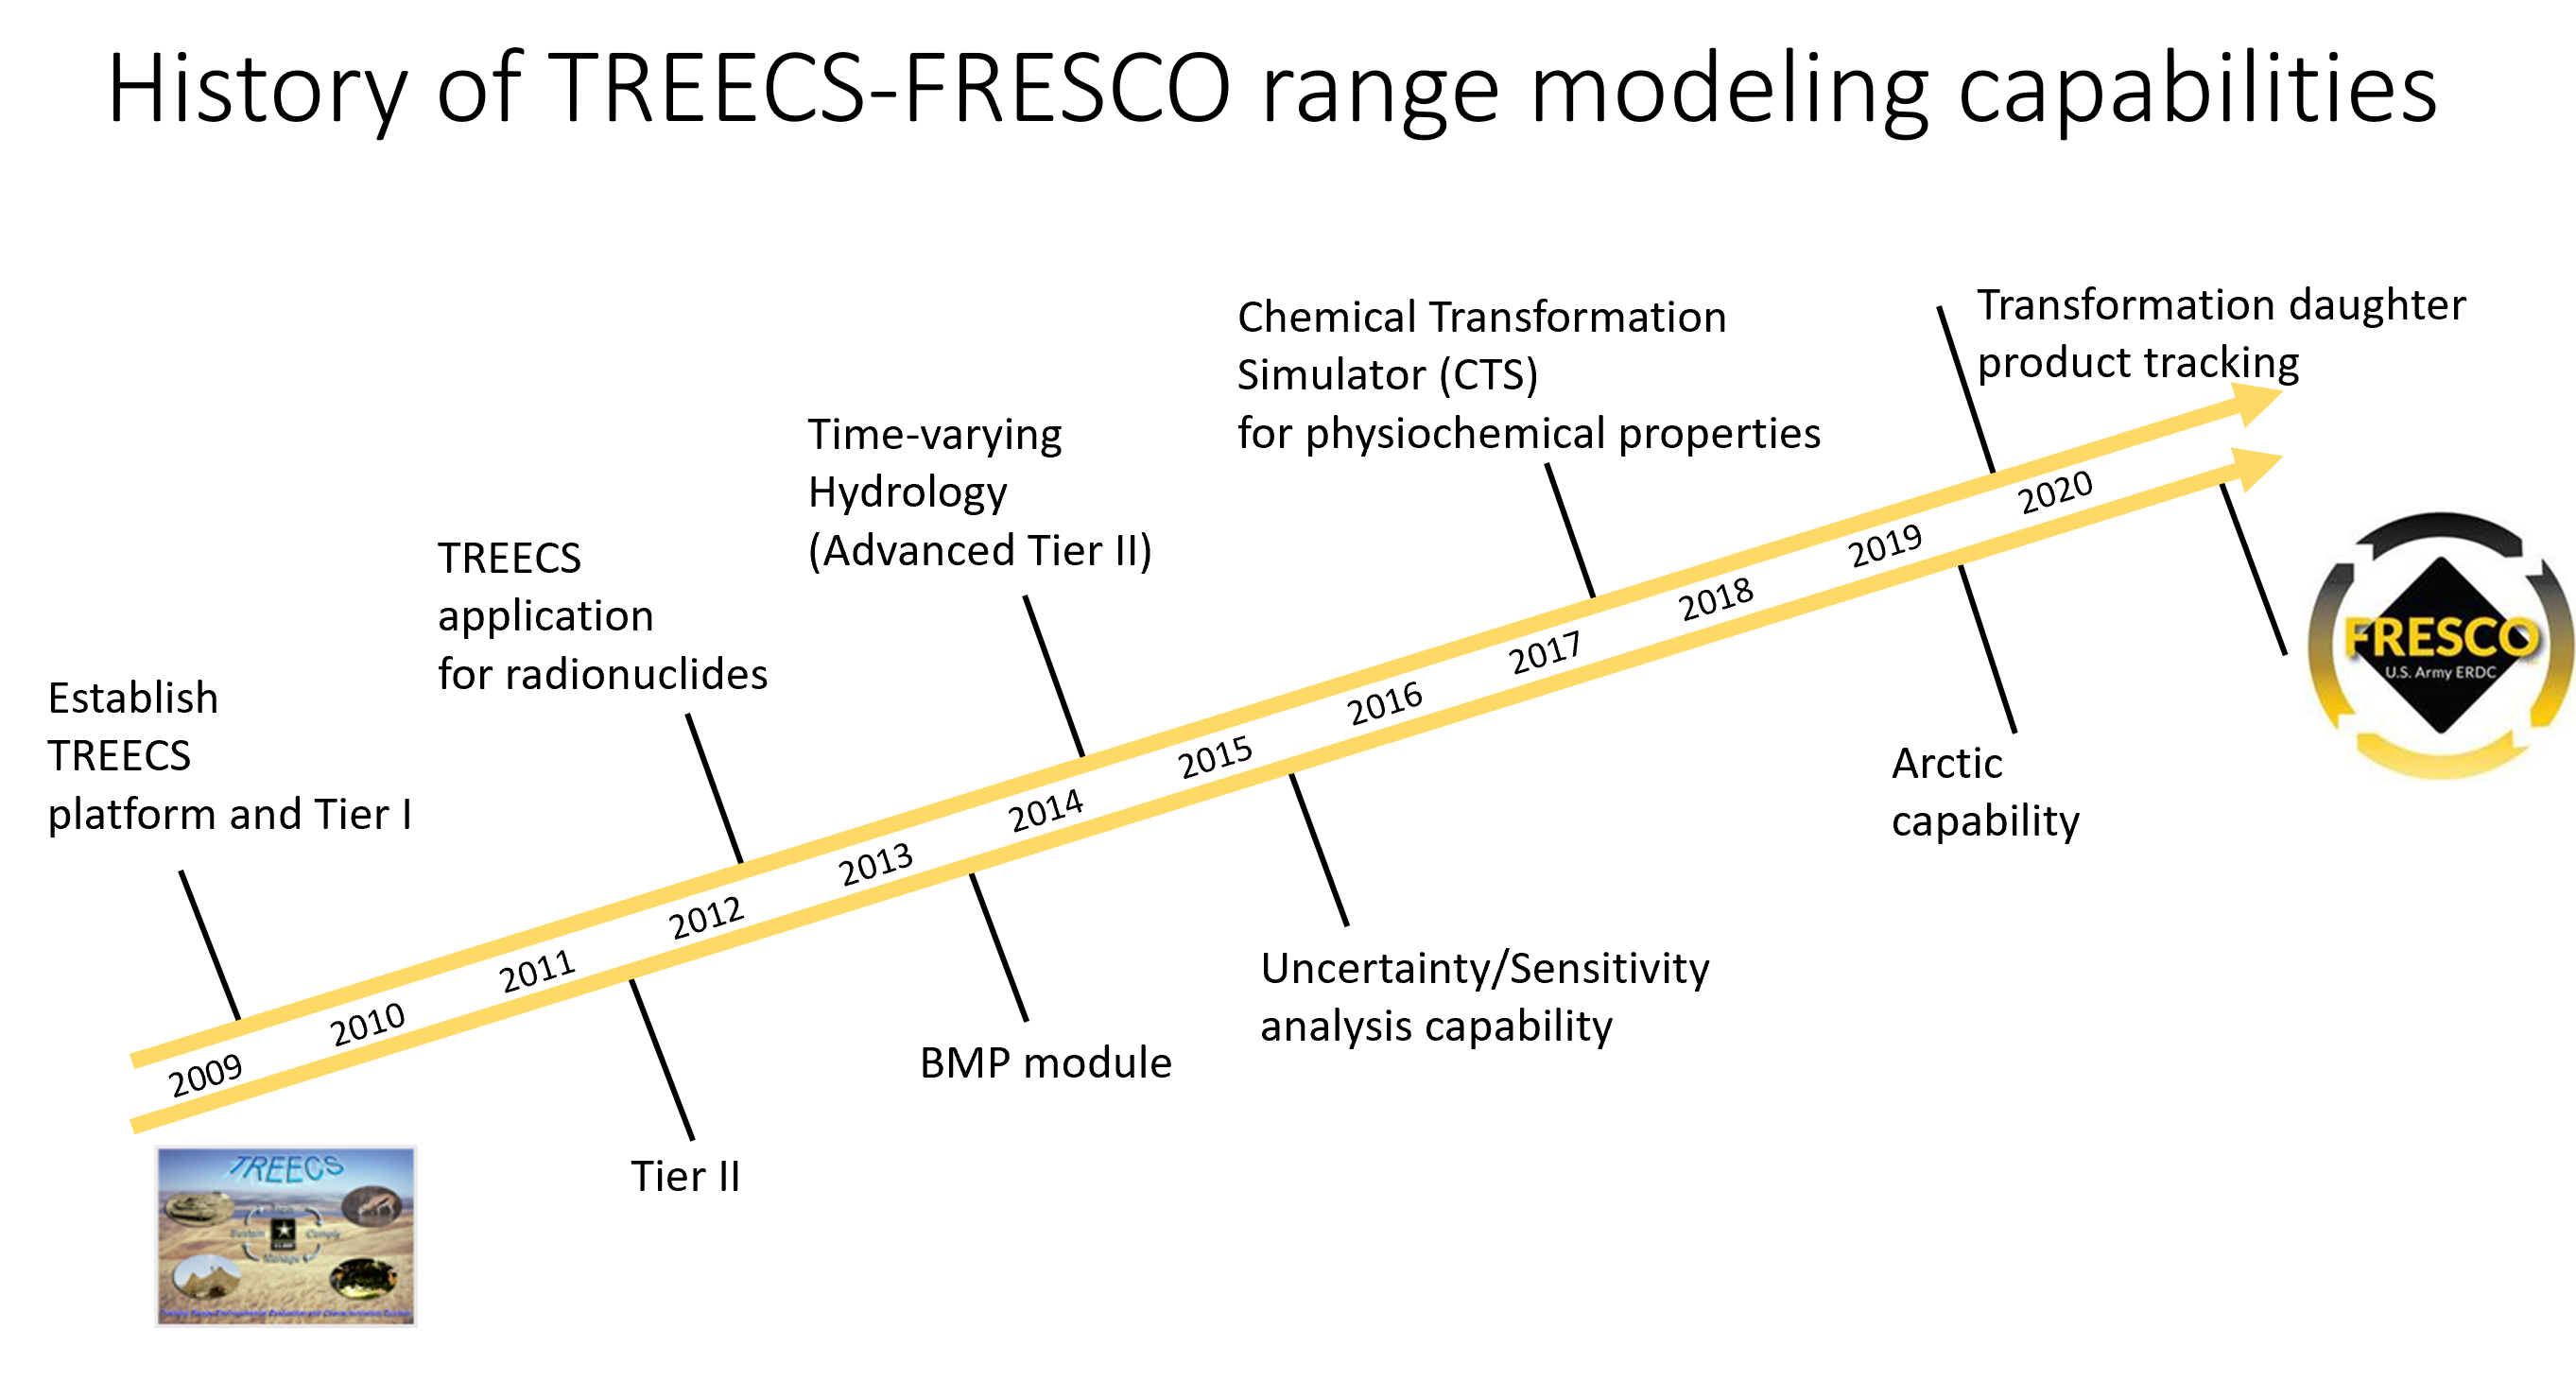 History of TREECS-FRESCO range modeling capabilities
Establish
TREECS
platform and Tier I
TREECS
application
for radionuclides
Time-varying
Hydrology
(Advanced Tier II)
Chemical Transformation
Simulator (CTS)
for physiochemical properties
Transformation daughter
product tracking
2009
2010
2011
2012
2013
2014
2015
2016
2017
2018
2019
2020
Tier II
BMP module
Uncertainty/Sensitivity
analysis capability
Arctic
capability
FRESCO
U.S. Army ERDC
TREECS
Sustain
Comply
Manage